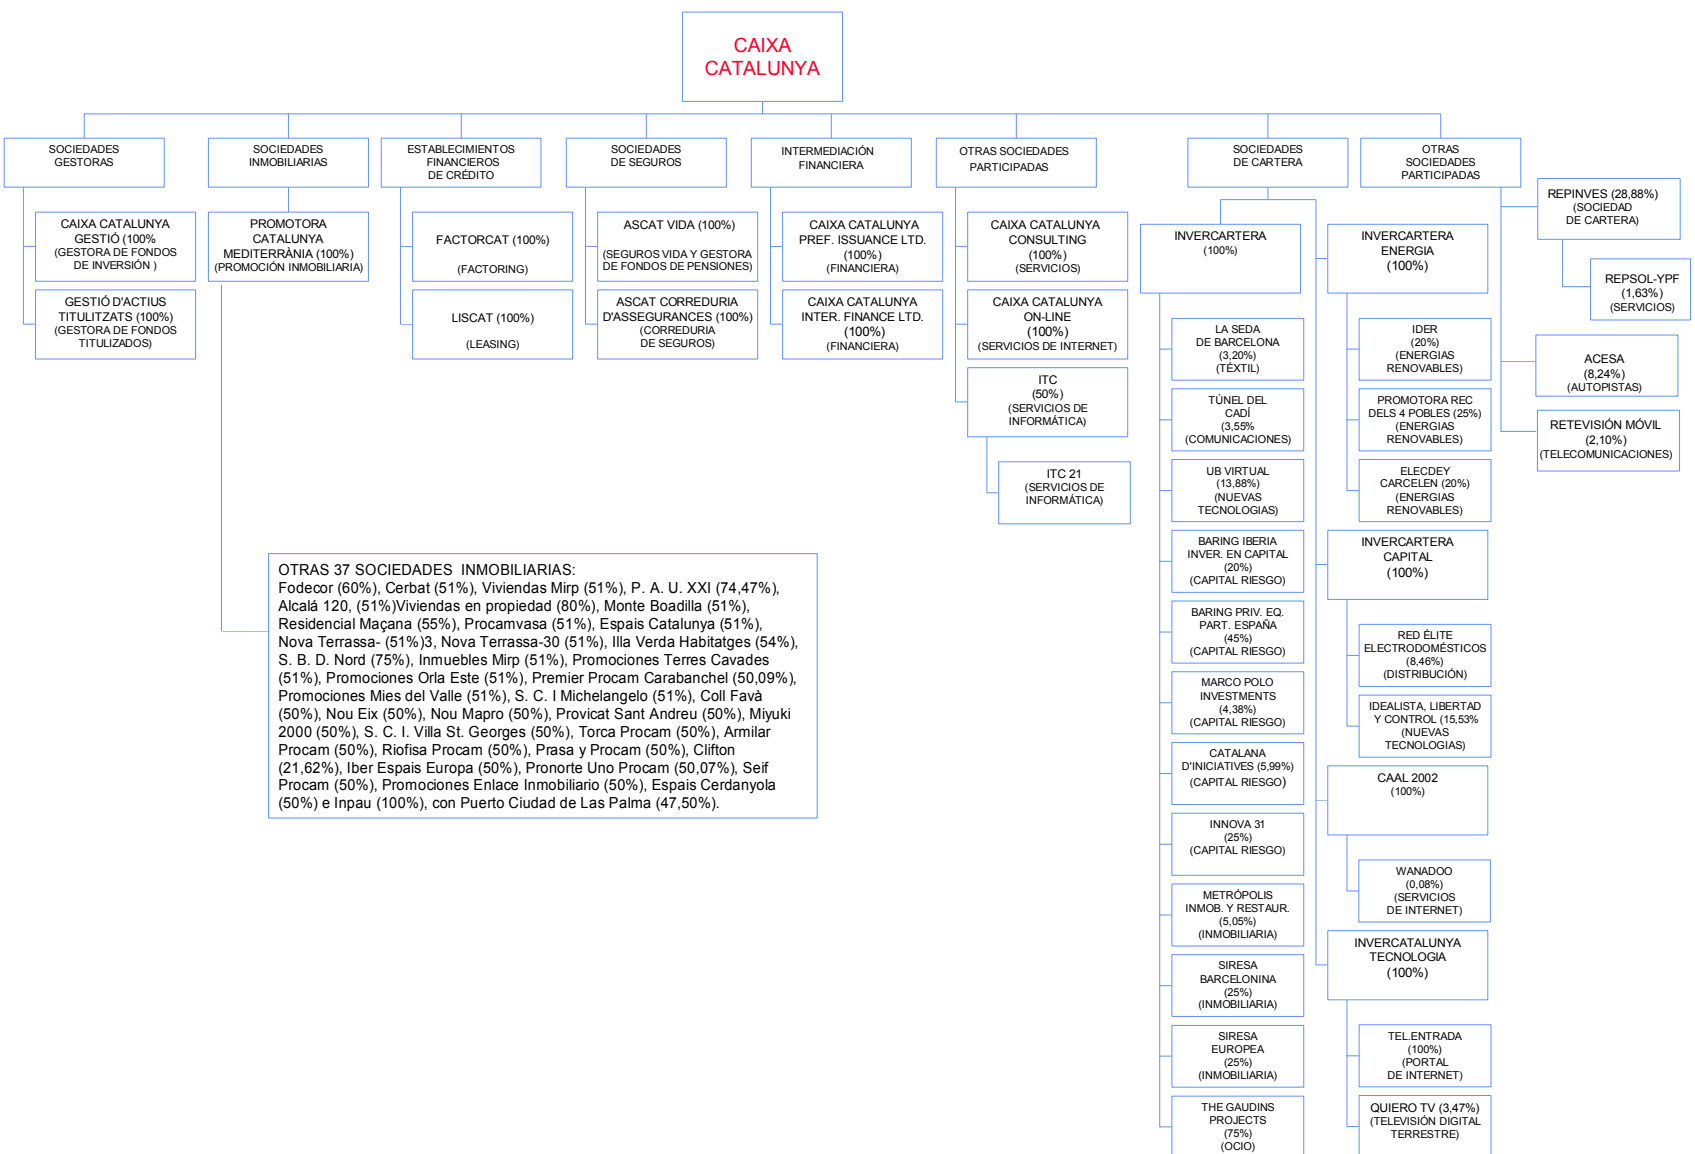 CAIXA
CATALUNYA
SOCIEDADES
GESTORAS
SOCIEDADES
INMOBILIARIAS
ESTABLECIMIENTOS
FINANCIEROS
DE CRÉDITO
SOCIEDADES
DE SEGUROS
INTERMEDIACIÓN
FINANCIERA
OTRAS SOCIEDADES
PARTICIPADAS
SOCIEDADES
DE CARTERA
OTRAS
SOCIEDADES
PARTICIPADAS
CAIXA CATALUNYA
GESTIÓ (100%
(GESTORA DE FONDOS
DE INVERSIÓN )
GESTIÓ D'ACTIUS
TITULITZATS (100%)
(GESTORA DE FONDOS
TITULIZADOS)
PROMOTORA
CATALUNYA
MEDITERRÀNIA (100%)
(PROMOCIÓN INMOBILIARIA)
FACTORCAT (100%)
(FACTORING)
LISCAT (100%)
(LEASING)
ASCAT VIDA (100%)
(SEGUROS VIDA Y GESTORA
DE FONDOS DE PENSIONES)
ASCAT CORREDURIA
D'ASSEGURANCES (100%)
(CORREDURIA
DE SEGUROS)
CAIXA CATALUNYA
PREF. ISSUANCE LTD.
(100%)
(FINANCIERA)
CAIXA CATALUNYA
INTER. FINANCE LTD.
(100%)
(FINANCIERA)
CAIXA CATALUNYA
CONSULTING
(100%)
(SERVICIOS)
CAIXA CATALUNYA
ON-LINE
(100%)
(SERVICIOS DE INTERNET)
ITC
(50%)
(SERVICIOS DE
INFORMÁTICA)
ITC 21
(SERVICIOS DE
INFORMÁTICA)
INVERCARTERA
(100%)
LA SEDA
DE BARCELONA
(3,20%)
(TÉXTIL)
TÚNEL DEL
CADÍ
(3,55%
(COMUNICACIONES)
UB VIRTUAL
(13,88%)
(NUEVAS
TECNOLOGIAS)
BARING IBERIA
INVER. EN CAPITAL
(20%)
(CAPITAL RIESGO)
BARING PRIV. EQ.
PART. ESPAÑA
(45%)
(CAPITAL RIESGO)
MARCO POLO
INVESTMENTS
(4,38%)
(CAPITAL RIESGO)
CATALANA
D'INICIATIVES (5,99%)
(CAPITAL RIESGO)
INNOVA 31
(25%)
(CAPITAL RIESGO)
METRÓPOLIS
INMOB. Y RESTAUR.
(5,05%)
(INMOBILIARIA)
SIRESA
BARCELONINA
(25%)
(INMOBILIARIA)
SIRESA
EUROPEA
(25%)
(INMOBILIARIA)
THE GAUDINS
PROJECTS
(75%)
(OCIO)
INVERCARTERA
ENERGIA
(100%)
IDER
(20%)
(ENERGIAS
RENOVABLES)
PROMOTORA REC
DELS 4 POBLES (25%)
(ENERGIAS
RENOVABLES)
ELECDEY
CARCELEN (20%)
(ENERGIAS
RENOVABLES)
INVERCARTERA
CAPITAL
(100%)
RED ÉLITE
ELECTRODOMÉSTICOS
(8,46%)
(DISTRIBUCIÓN)
IDEALISTA, LIBERTAD
Y CONTROL (15,53%
(NUEVAS
TECNOLOGIAS)
CAAL 2002
(100%)
WANADOO
(0,08%)
(SERVICIOS
DE INTERNET)
INVERCATALUNYA
TECNOLOGIA
(100%)
TEL.ENTRADA
(100%)
(PORTAL
DE INTERNET)
QUIERO TV (3,47%)
(TELEVISIÓN DIGITAL
TERRESTRE)
REPINVES (28,88%)
(SOCIEDAD
DE CARTERA)
REPSOL-YPF
(1,63%)
(SERVICIOS)
ACESA
(8,24%)
(AUTOPISTAS)
RETEVISIÓN MÓVIL
(2,10%)
(TELECOMUNICACIONES)
OTRAS 37 SOCIEDADES INMOBILIARIAS:
Fodecor (60%), Cerbat (51%), Viviendas Mirp (51%), P. A. U. XXI (74,47%),
Alcalá 120, (51%)Viviendas en propiedad (80%), Monte Boadilla (51%),
Residencial Maçana (55%), Procamvasa (51%), Espais Catalunya (51%),
Nova Terrassa- (51%)3, Nova Terrassa-30 (51%), Illa Verda Habitatges (54%),
S. B. D. Nord (75%), Inmuebles Mirp (51%), Promociones Terres Cavades
(51%), Promociones Orla Este (51%), Premier Procam Carabanchel (50,09%),
Promociones Mies del Valle (51%), S. C. I Michelangelo (51%), Coll Favà
(50%), Nou Eix (50%), Nou Mapro (50%), Provicat Sant Andreu (50%), Miyuki
2000 (50%), S. C. I. Villa St. Georges (50%), Torca Procam (50%), Armilar
Procam (50%), Riofisa Procam (50%), Prasa y Procam (50%), Clifton
(21,62%), Iber Espais Europa (50%), Pronorte Uno Procam (50,07%), Seif
Procam (50%), Promociones Enlace Inmobiliario (50%), Espais Cerdanyola
(50%) e Inpau (100%), con Puerto Ciudad de Las Palma (47,50%).